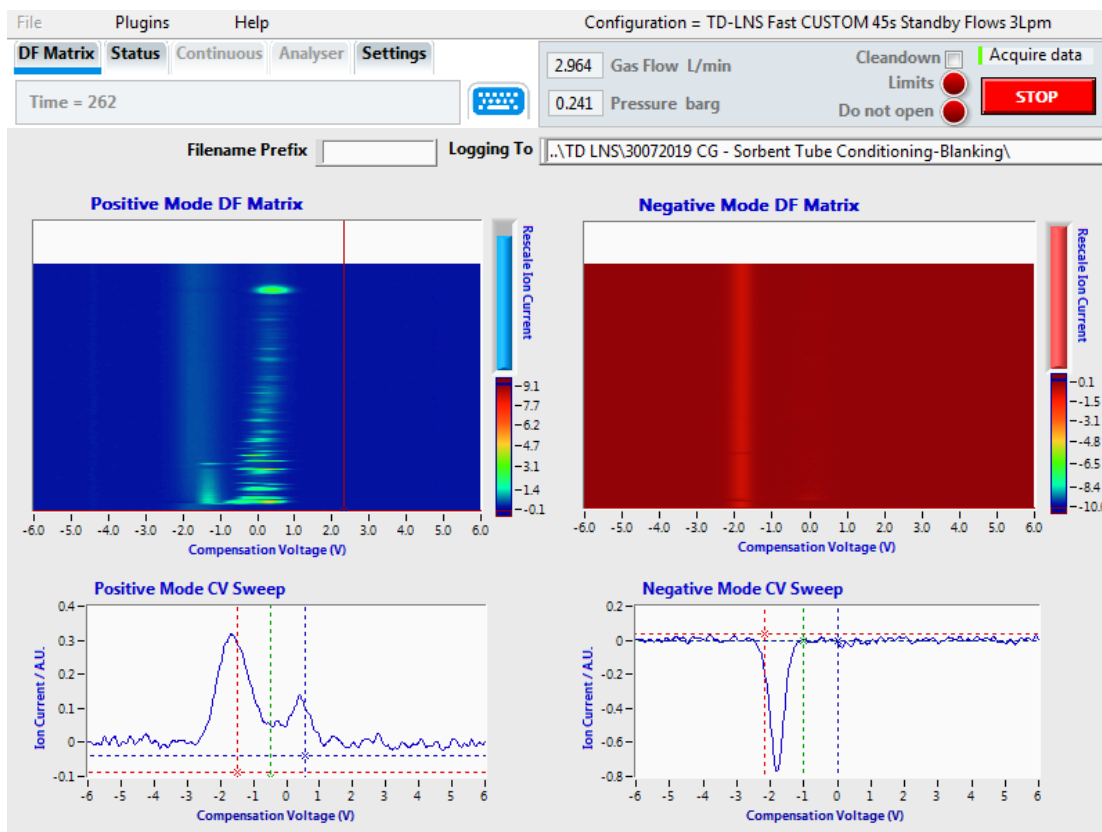 File Plugins Help Configuration = TD-LNS Fast CUSTOM 45s Standby Flows 3Lpm
DF Matrix Status Continuous Analyser Settings
2.964 Gas Flow L/min Cleandown Acquire data
Limits
Time = 262
0.241 Pressure barg Do not open STOP
Filename Prefix Logging To ..\TD LNS\30072019 CG - Sorbent Tube Conditioning-Blanking\
Positive Mode DF Matrix
Rescale Ion Current
-9.1
-7.7
-6.2
-4.7
-3.1
-1.4
--0.1
-6.0 -5.0 -4.0 -3.0 -2.0 -1.0 0.0 1.0 2.0 3.0 4.0 5.0 6.0
Compensation Voltage (V)
Negative Mode DF Matrix
Rescale Ion Current
--0.1
--1.5
--3.1
--4.8
--6.5
--8.4
--10.0
-6.0 -5.0 -4.0 -3.0 -2.0 -1.0 0.0 1.0 2.0 3.0 4.0 5.0 6.0
Compensation Voltage (V)
Positive Mode CV Sweep
Ion Current / A.U.
0.4
0.3
0.2
0.1
0
-0.1
-6 -5 -4 -3 -2 -1 0 1 2 3 4 5 6
Compensation Voltage (V)
Negative Mode CV Sweep
Ion Current / A.U.
0.2
0
-0.2
-0.4
-0.6
-0.8
-6 -5 -4 -3 -2 -1 0 1 2 3 4 5 6
Compensation Voltage (V)